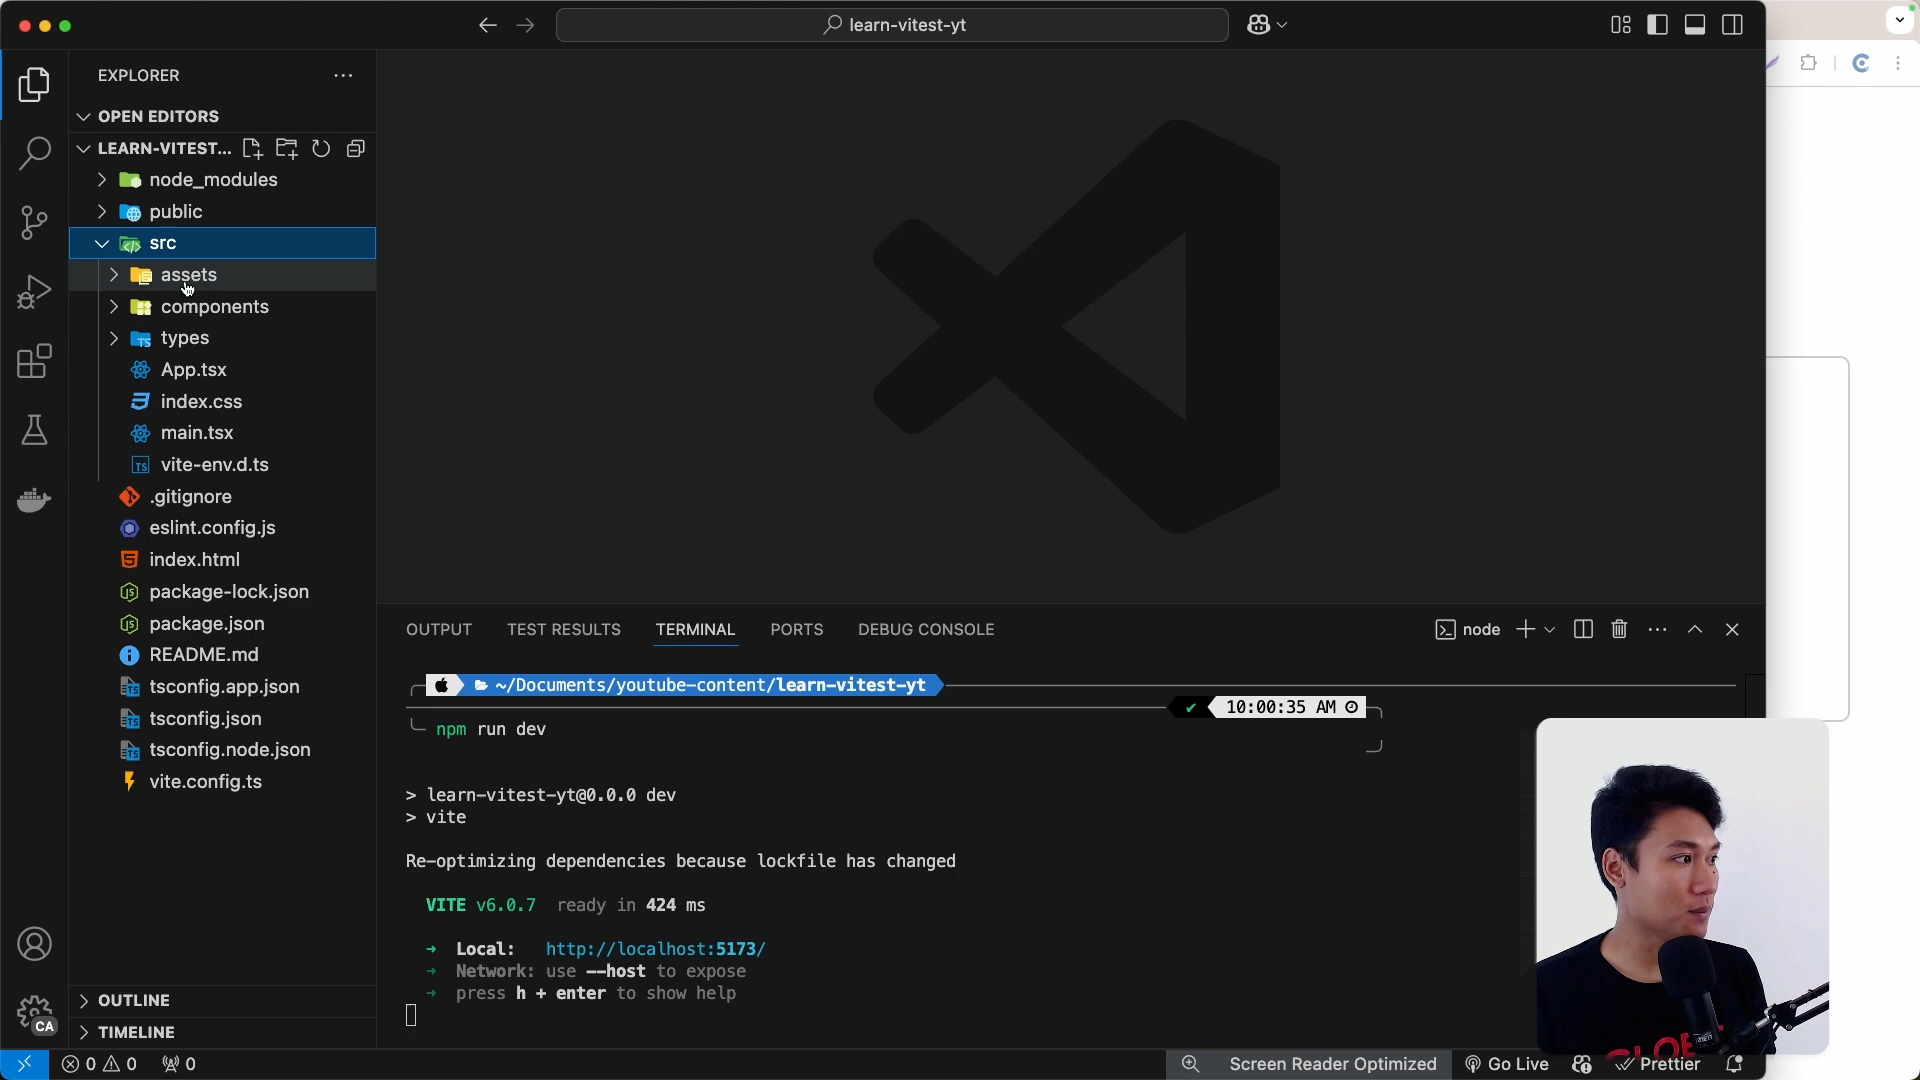 learn-vitest-yt
EXPLORER
OPEN EDITORS
LEARN-VITEST...
node_modules
public
src
assets
components
types
App.tsx
index.css
main.tsx
vite-env.d.ts
.gitignore
eslint.config.js
index.html
package-lock.json
package.json
README.md
tsconfig.app.json
tsconfig.json
tsconfig.node.json
vite.config.ts
OUTLINE
TIMELINE
CA
OUTPUT TEST RESULTS TERMINAL PORTS DEBUG CONSOLE
node
~/Documents/youtube-content/learn-vitest-yt
✔ 10:00:35 AM
npm run dev
> learn-vitest-yt@0.0.0 dev
> vite
Re-optimizing dependencies because lockfile has changed
VITE v6.0.7 ready in 424 ms
➜ Local: http://localhost:5173/
➜ Network: use --host to expose
➜ press h + enter to show help
0 0 0
Screen Reader Optimized Go Live Prettier